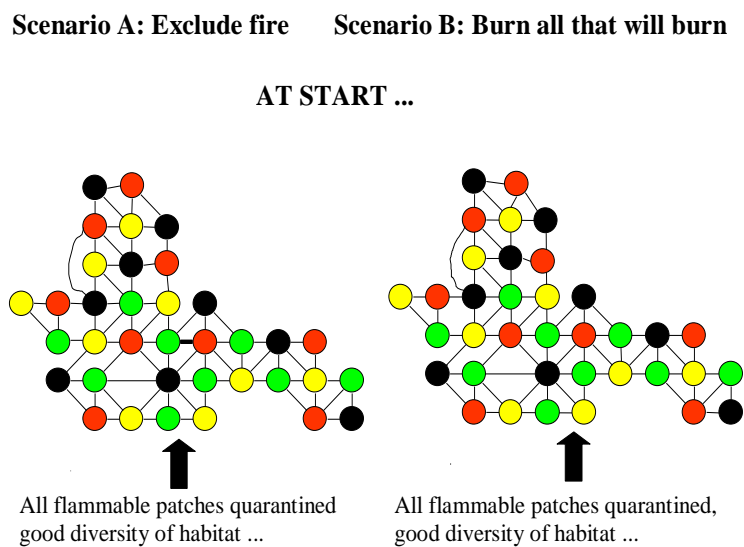 Scenario A: Exclude fire
Scenario B: Burn all that will burn
AT START ...
All flammable patches quarantined
good diversity of habitat ...
All flammable patches quarantined,
good diversity of habitat ...